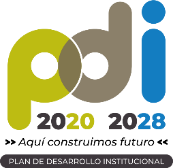 pdi
2020 2028
>> Aquí construimos futuro <<
PLAN DE DESARROLLO INSTITUCIONAL